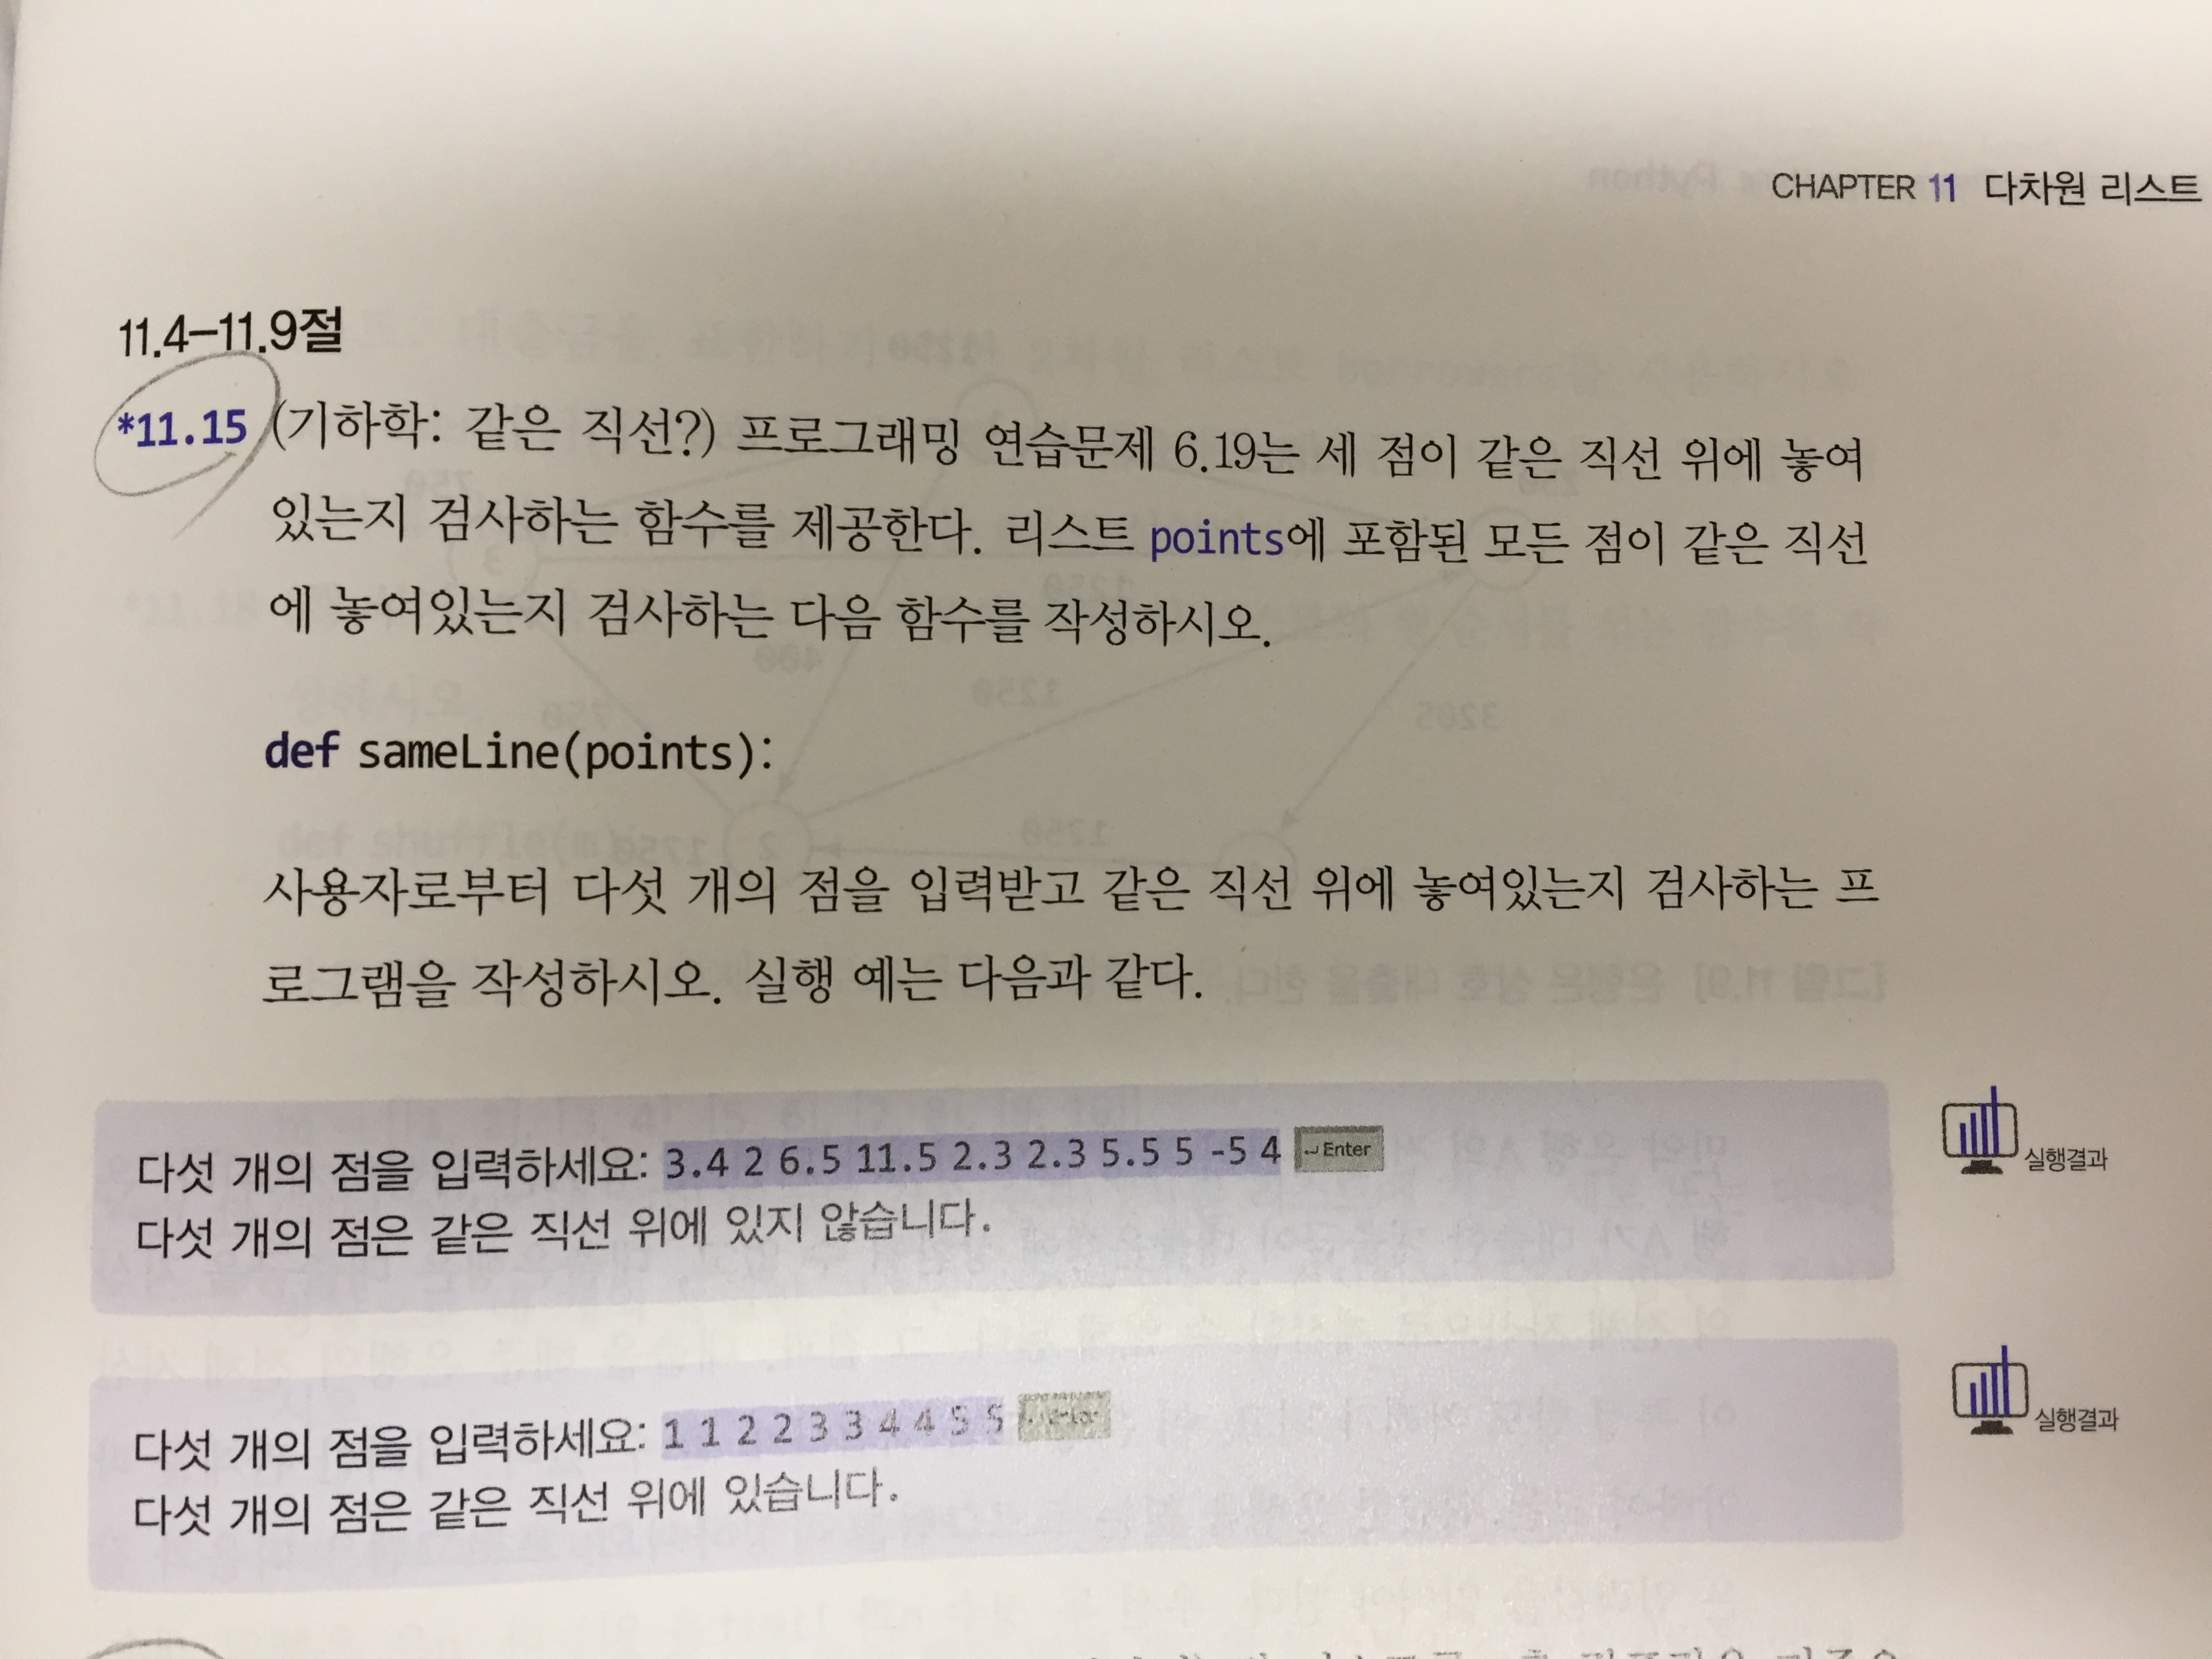 CHAPTER 11 다차원 리스트
11.4–11.9절
*11.15 (기하학: 같은 직선?) 프로그래밍 연습문제 6.19는 세 점이 같은 직선 위에 놓여
있는지 검사하는 함수를 제공한다. 리스트 points에 포함된 모든 점이 같은 직선
에 놓여있는지 검사하는 다음 함수를 작성하시오.
def sameLine(points):
사용자로부터 다섯 개의 점을 입력받고 같은 직선 위에 놓여있는지 검사하는 프
로그램을 작성하시오. 실행 예는 다음과 같다.
다섯 개의 점을 입력하세요: 3.4 2 6.5 11.5 2.3 2.3 5.5 5 -5 4 ↵Enter
실행결과
다섯 개의 점은 같은 직선 위에 있지 않습니다.
다섯 개의 점을 입력하세요: 1 1 2 2 3 3 4 4 5 5
실행결과
다섯 개의 점은 같은 직선 위에 있습니다.